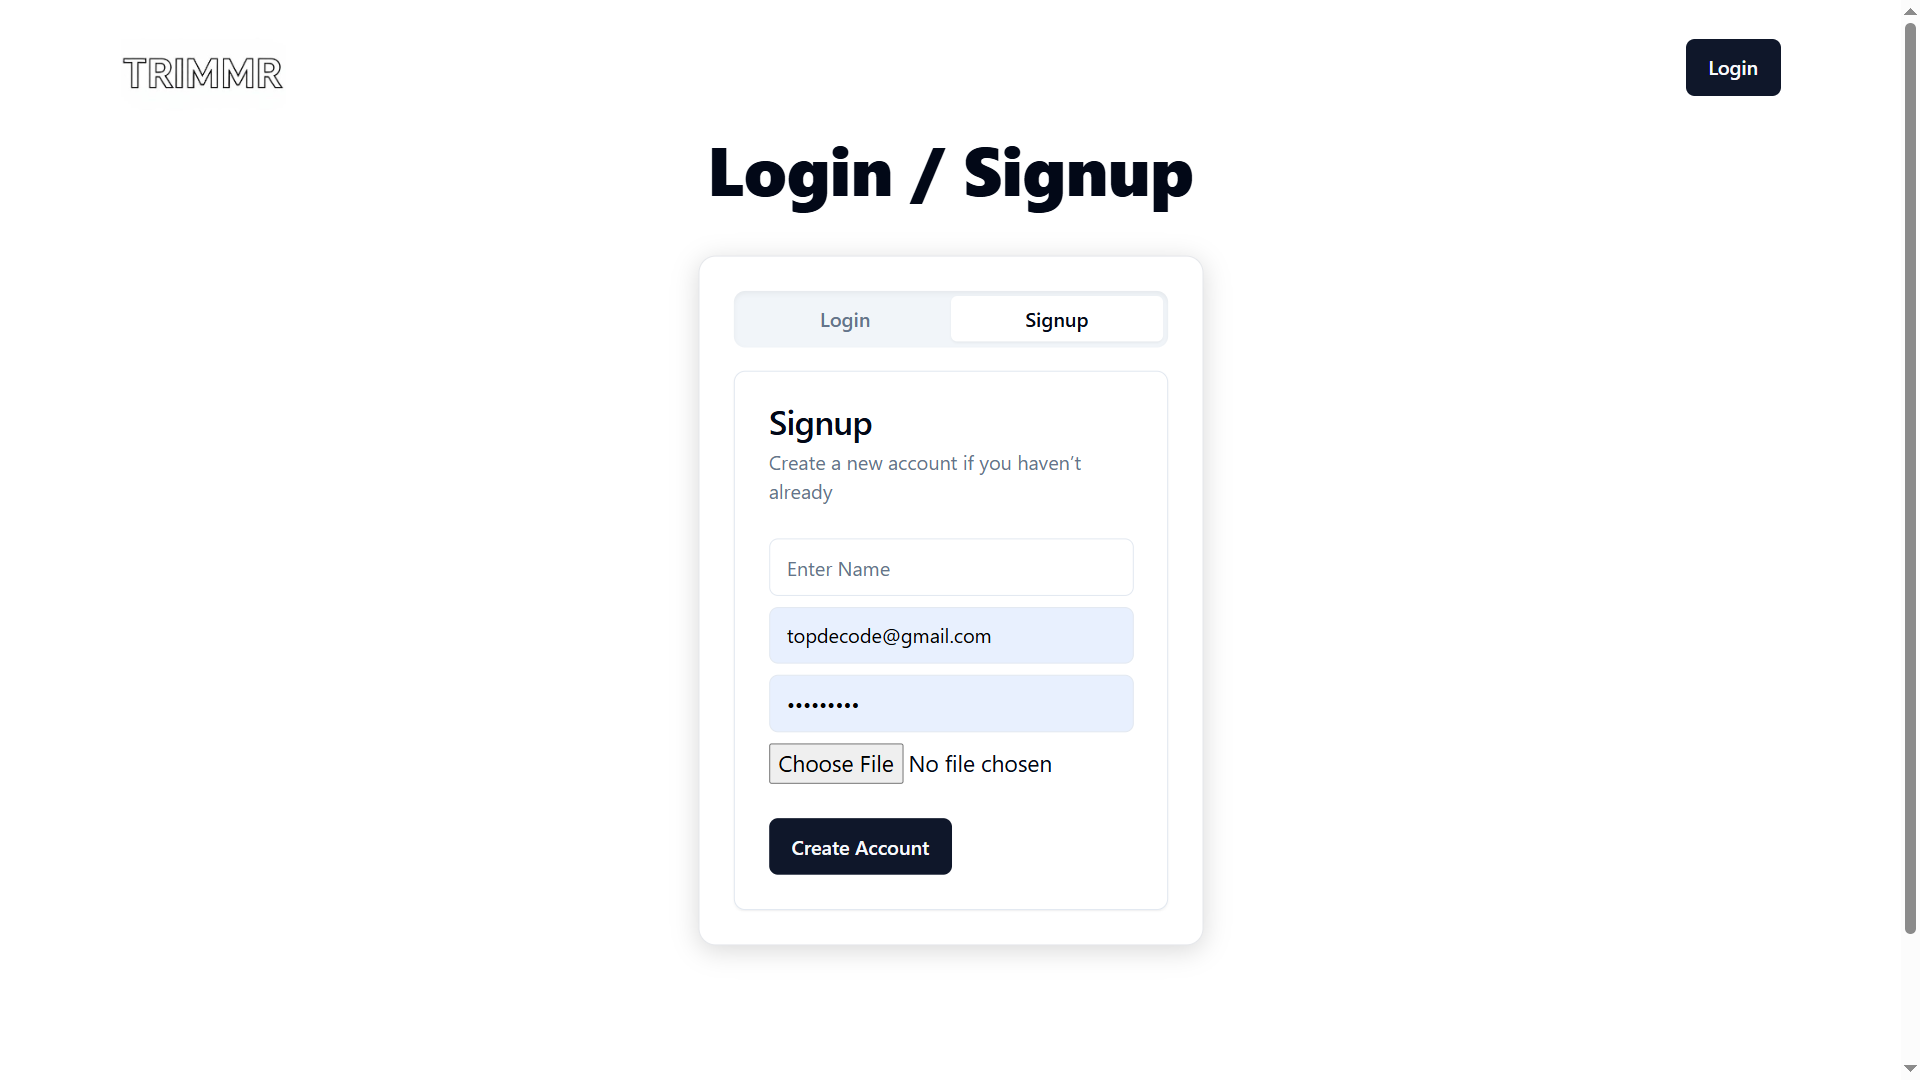 TRIMMR
Login
Login / Signup
Login
Signup
Signup
Create a new account if you haven’t
already
Enter Name
topdecode@gmail.com
•••••••••
Choose File No file chosen
Create Account